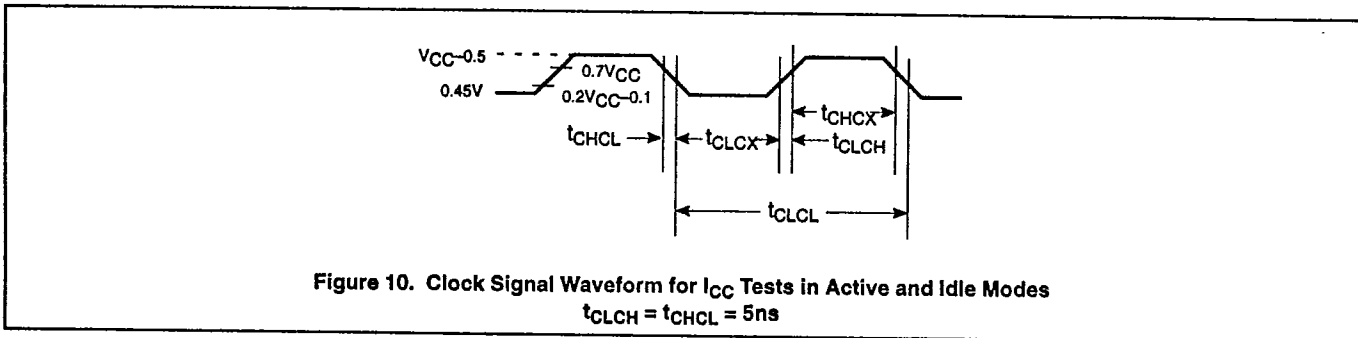 VCC–0.5
0.7VCC
0.45V
0.2VCC–0.1
tCHCX
tCHCL
tCLCX
tCLCH
tCLCL
Figure 10. Clock Signal Waveform for ICC Tests in Active and Idle Modes
tCLCH = tCHCL = 5ns